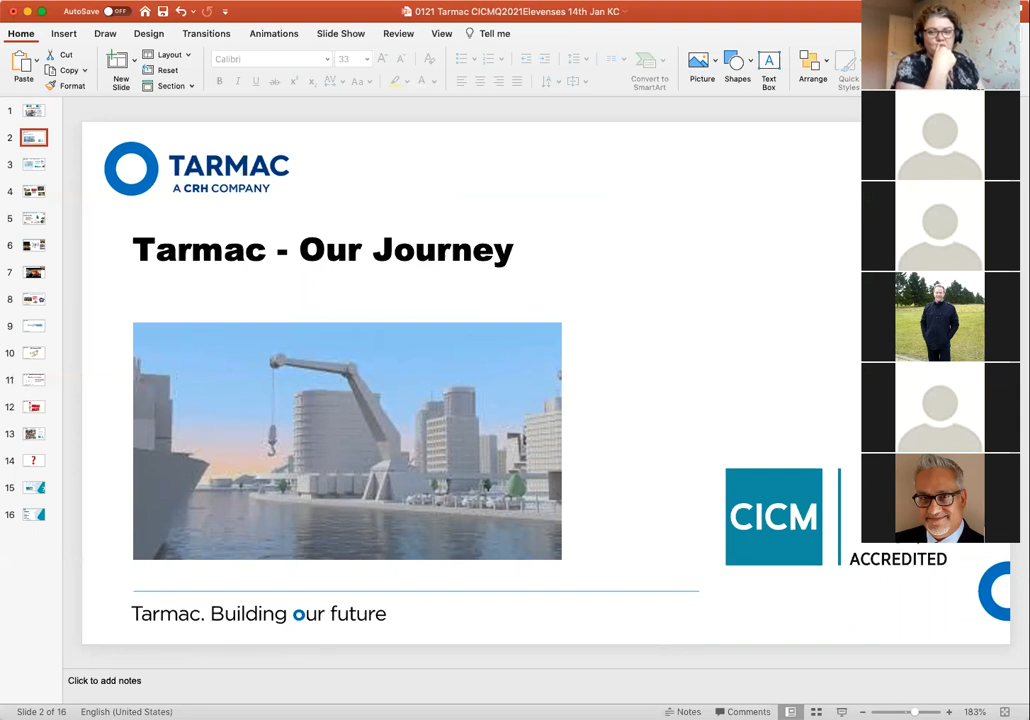 AutoSave OFF
0121 Tarmac CICMQ2021Elevenses 14th Jan KC
Home Insert Draw Design Transitions Animations Slide Show Review View Tell me
Paste
Cut
Copy
Format
New Slide
Layout
Reset
Section
Calibri 33
Convert to SmartArt
Picture
Shapes
Text Box
Arrange
Quick Styles
1
2
3
4
5
6
7
8
9
10
11
12
13
14
15
16
TARMAC
A CRH COMPANY
Tarmac - Our Journey
CICM
ACCREDITED
Tarmac. Building our future
Click to add notes
Slide 2 of 16 English (United States) Notes Comments 183%